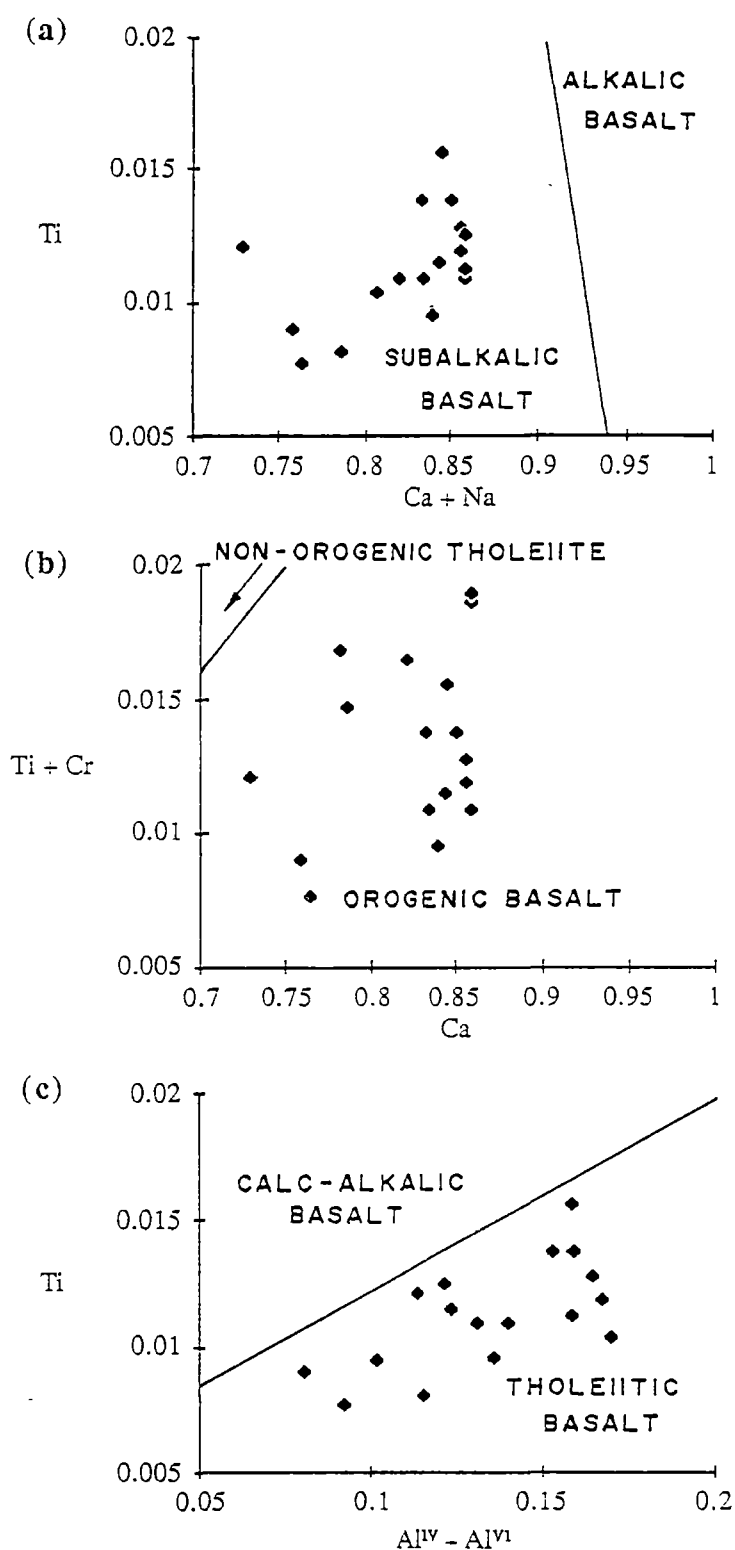 (a)
0.02
ALKALIC
BASALT
0.015
Ti
0.01
SUBALKALIC
BASALT
0.005
0.7 0.75 0.8 0.85 0.9 0.95 1
Ca + Na
(b)
NON-OROGENIC THOLEIITE
0.02
0.015
Ti + Cr
0.01
OROGENIC BASALT
0.005
0.7 0.75 0.8 0.85 0.9 0.95 1
Ca
(c)
0.02
CALC-ALKALIC
BASALT
0.015
Ti
0.01
THOLEIITIC
BASALT
0.005
0.05 0.1 0.15 0.2
Alᴵⱽ - Alⱽᴵ